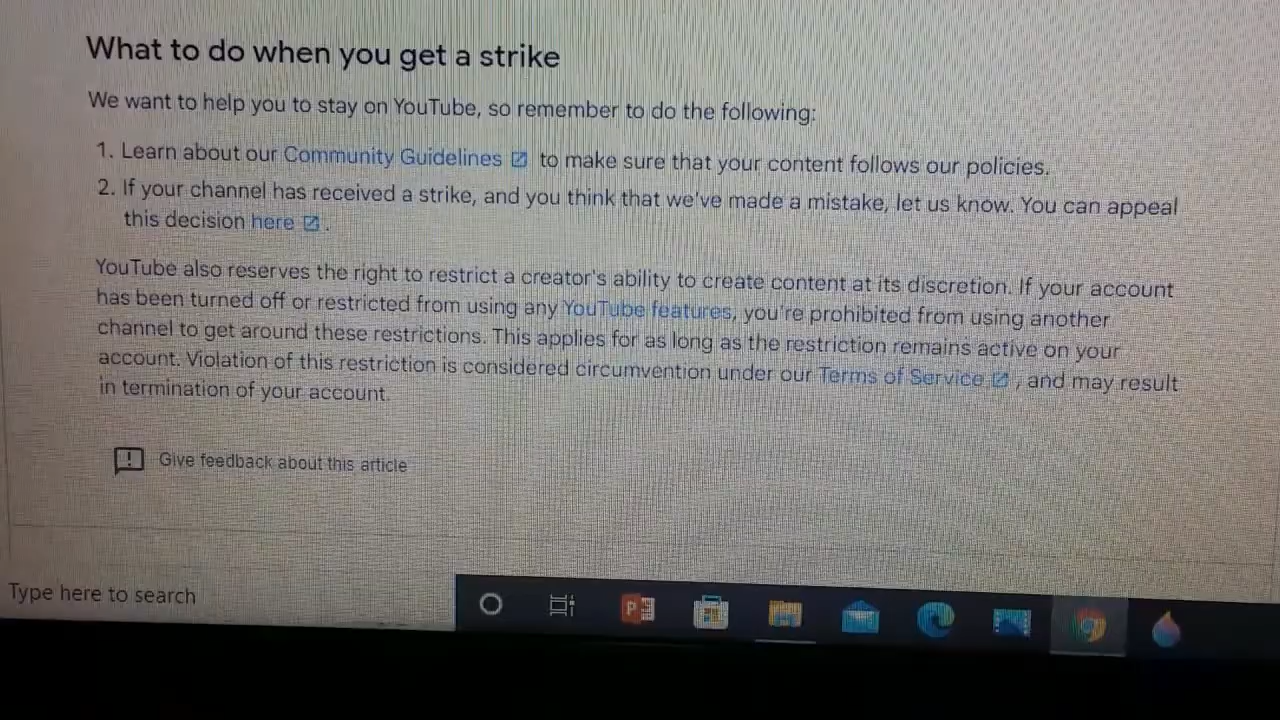 What to do when you get a strike
We want to help you to stay on YouTube, so remember to do the following:
1. Learn about our Community Guidelines to make sure that your content follows our policies.
2. If your channel has received a strike, and you think that we've made a mistake, let us know. You can appeal
this decision here .
YouTube also reserves the right to restrict a creator's ability to create content at its discretion. If your account
has been turned off or restricted from using any YouTube features, you're prohibited from using another
channel to get around these restrictions. This applies for as long as the restriction remains active on your
account. Violation of this restriction is considered circumvention under our Terms of Service , and may result
in termination of your account.
Give feedback about this article
Type here to search
P